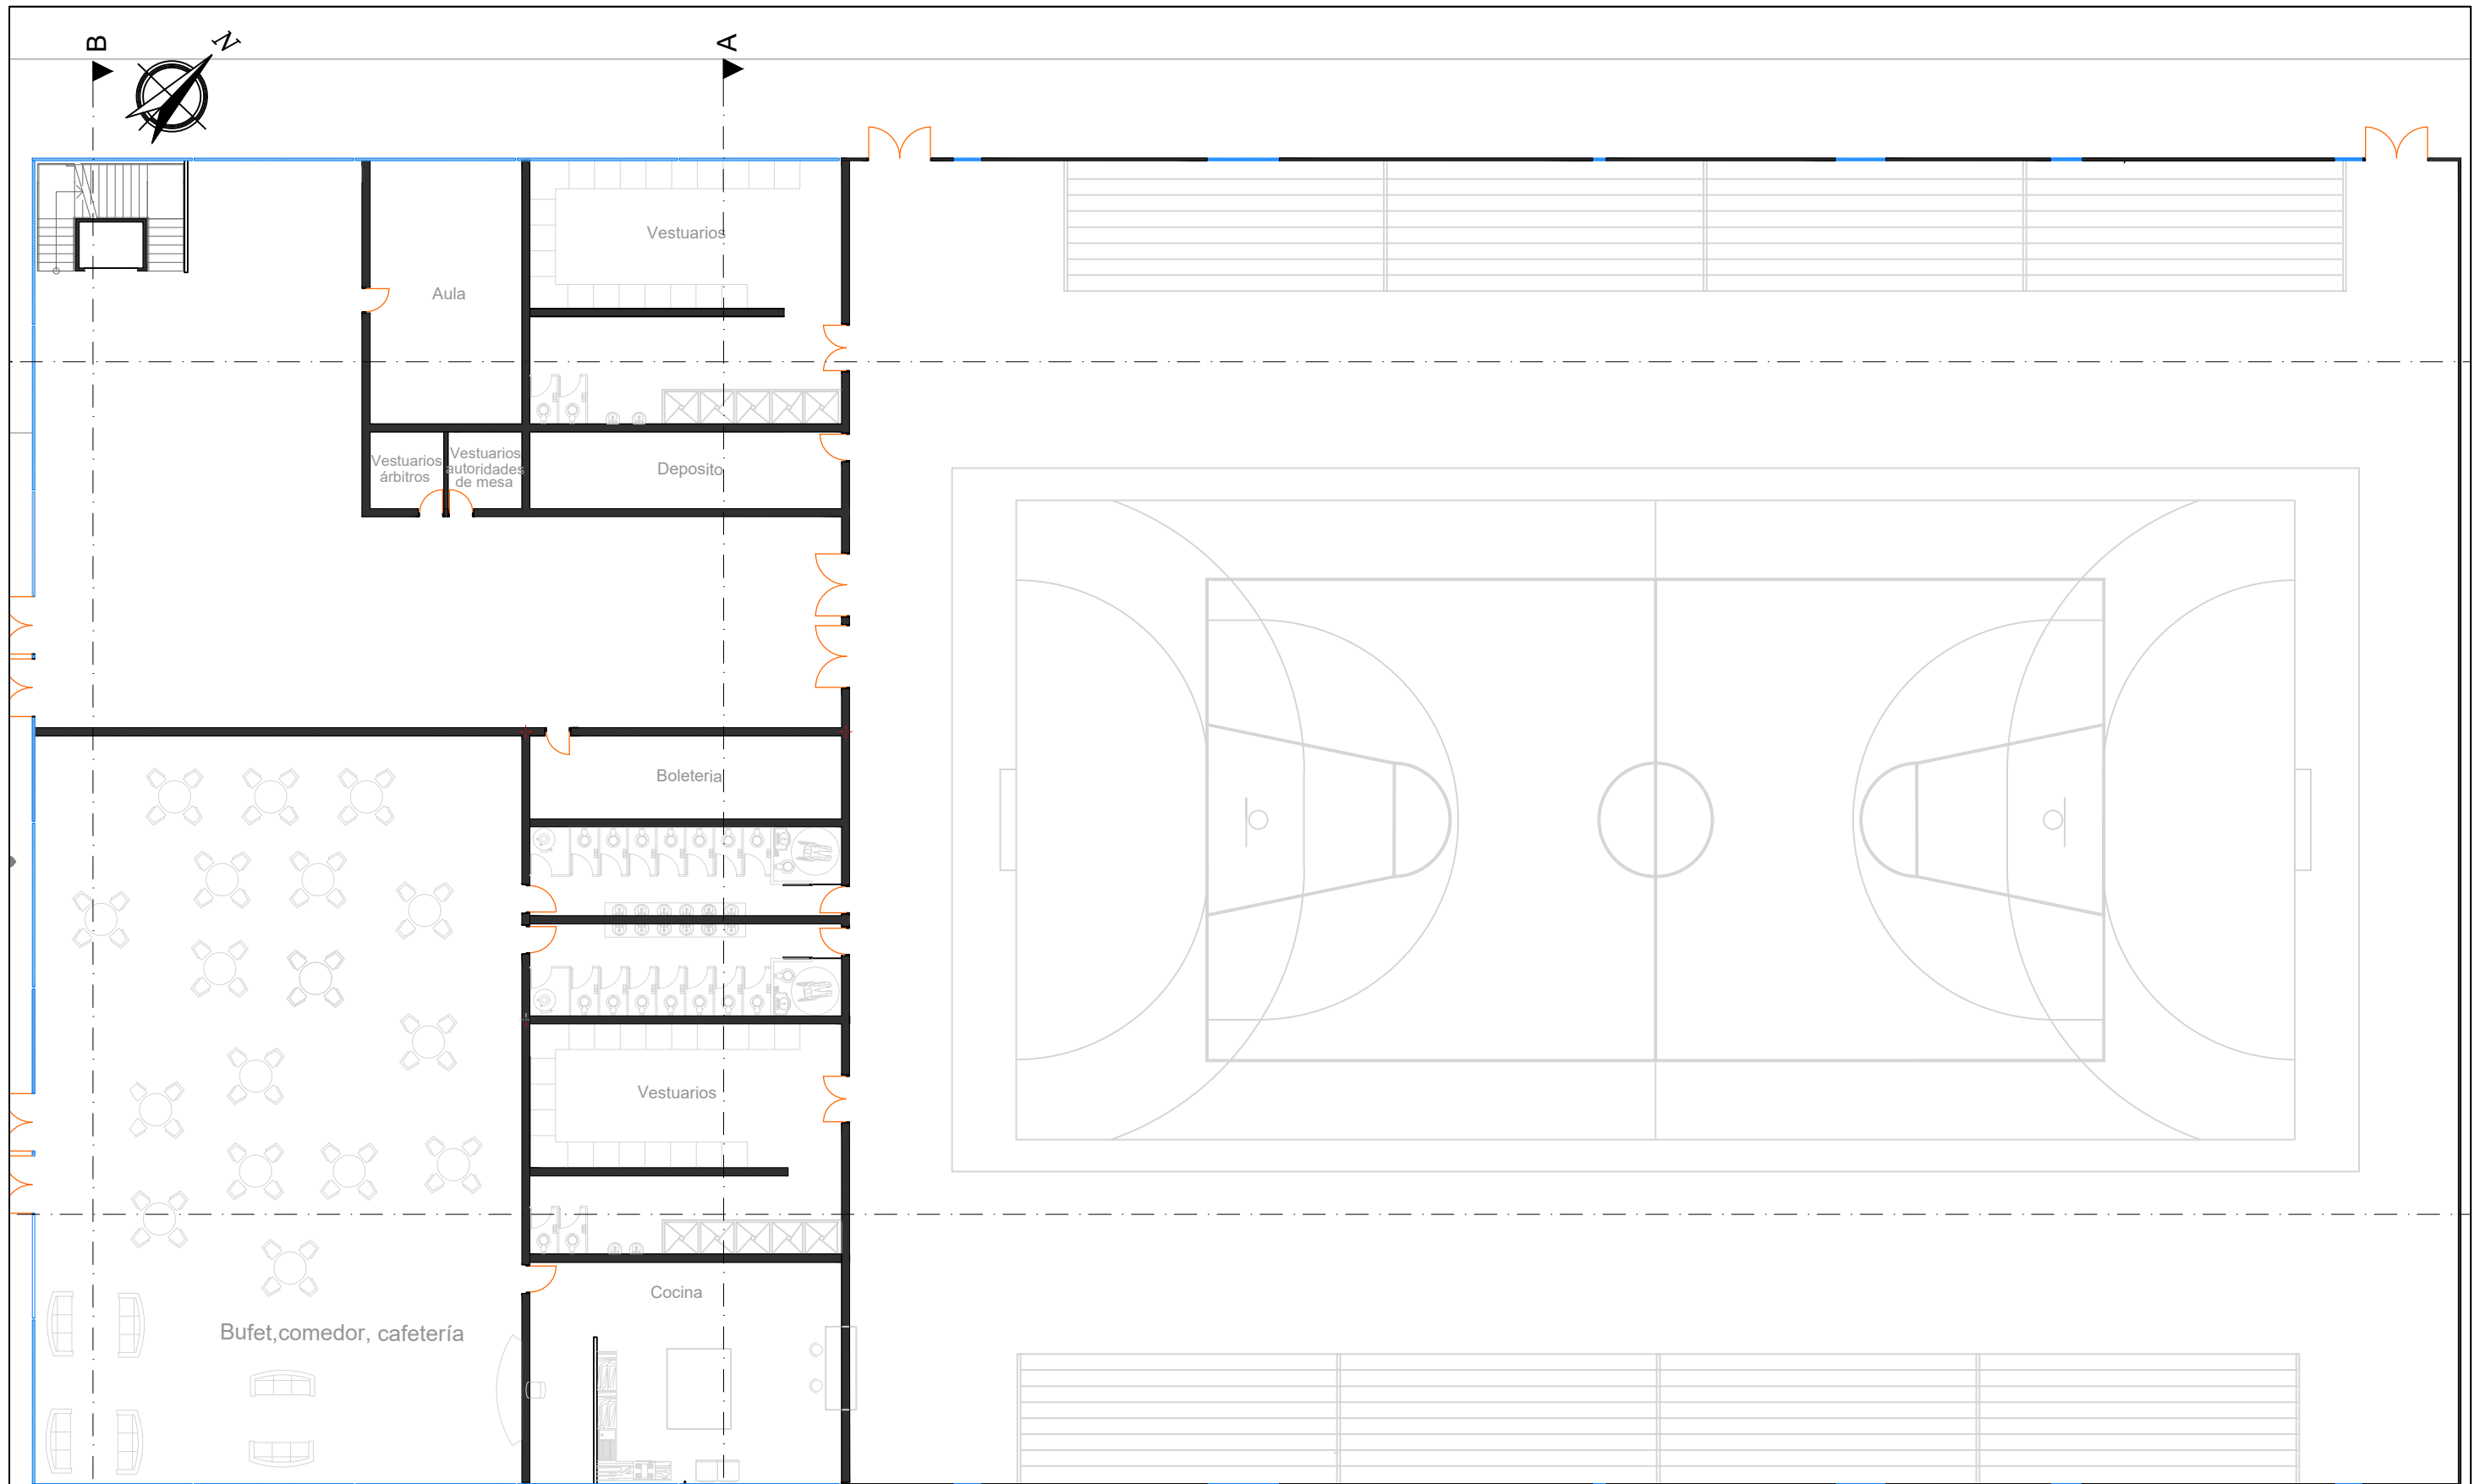 B
A
N
Vestuarios
Aula
Vestuarios
árbitros
Vestuarios
autoridades
de mesa
Deposito
Boleteria
Vestuarios
Cocina
Bufet,comedor, cafetería